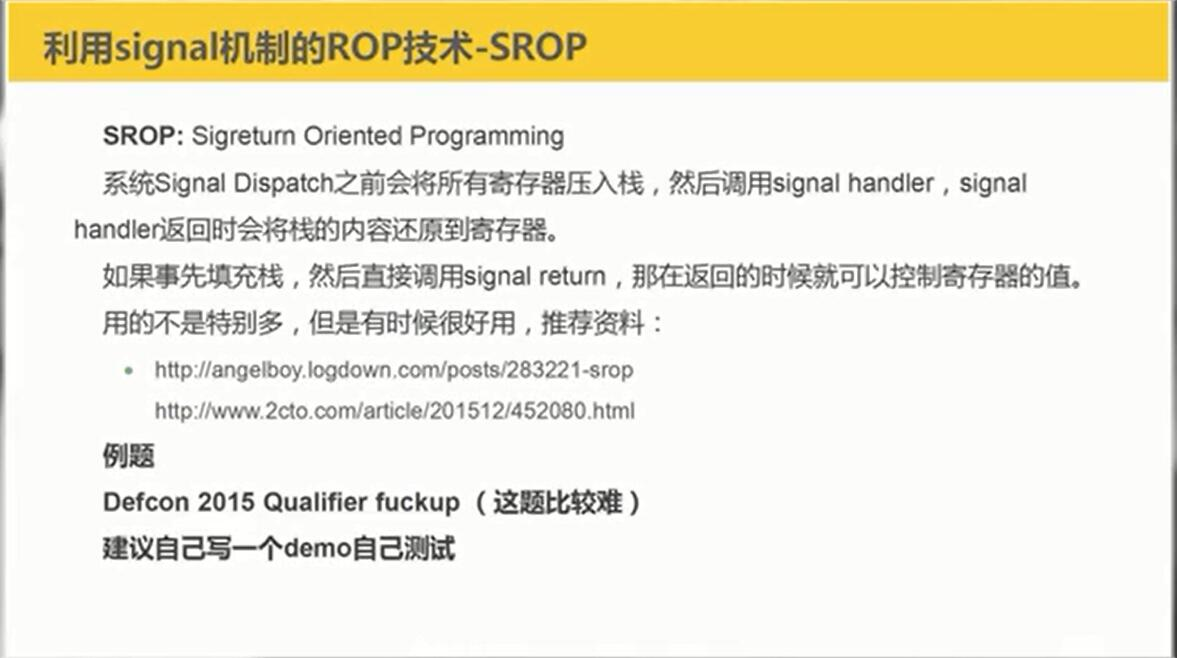 利用signal机制的ROP技术-SROP
SROP: Sigreturn Oriented Programming
系统Signal Dispatch之前会将所有寄存器压入栈，然后调用signal handler，signal
handler返回时会将栈的内容还原到寄存器。
如果事先填充栈，然后直接调用signal return，那在返回的时候就可以控制寄存器的值。
用的不是特别多，但是有时候很好用，推荐资料：
• http://angelboy.logdown.com/posts/283221-srop
http://www.2cto.com/article/201512/452080.html
例题
Defcon 2015 Qualifier fuckup （这题比较难）
建议自己写一个demo自己测试